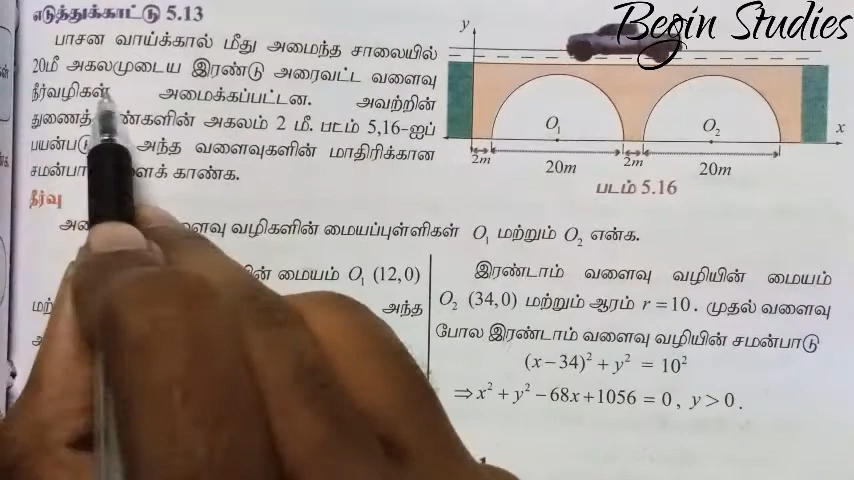 எடுத்துக்காட்டு 5.13
பாசன வாய்க்கால் மீது அமைந்த சாலையில்
20மீ அகலமுடைய இரண்டு அரைவட்ட வளைவு
நீர்வழிகள் அமைக்கப்பட்டன. அவற்றின்
அகலம் 2 மீ. படம் 5,16-ஐப்
அந்த வளைவுகளின் மாதிரிக்கான
காண்க.
தீர்வு
வழிகளின் மையப்புள்ளிகள் O₁ மற்றும் O₂ என்க.
மையம் O₁ (12,0)
அந்த
இரண்டாம் வளைவு வழியின் மையம்
O₂ (34,0) மற்றும் ஆரம் r = 10. முதல் வளைவு
போல இரண்டாம் வளைவு வழியின் சமன்பாடு
(x−34)² + y² = 10²
⇒ x² + y² − 68x + 1056 = 0, y > 0.
Begin Studies
y
O₁ O₂
x
2m 20m 2m 20m
படம் 5.16